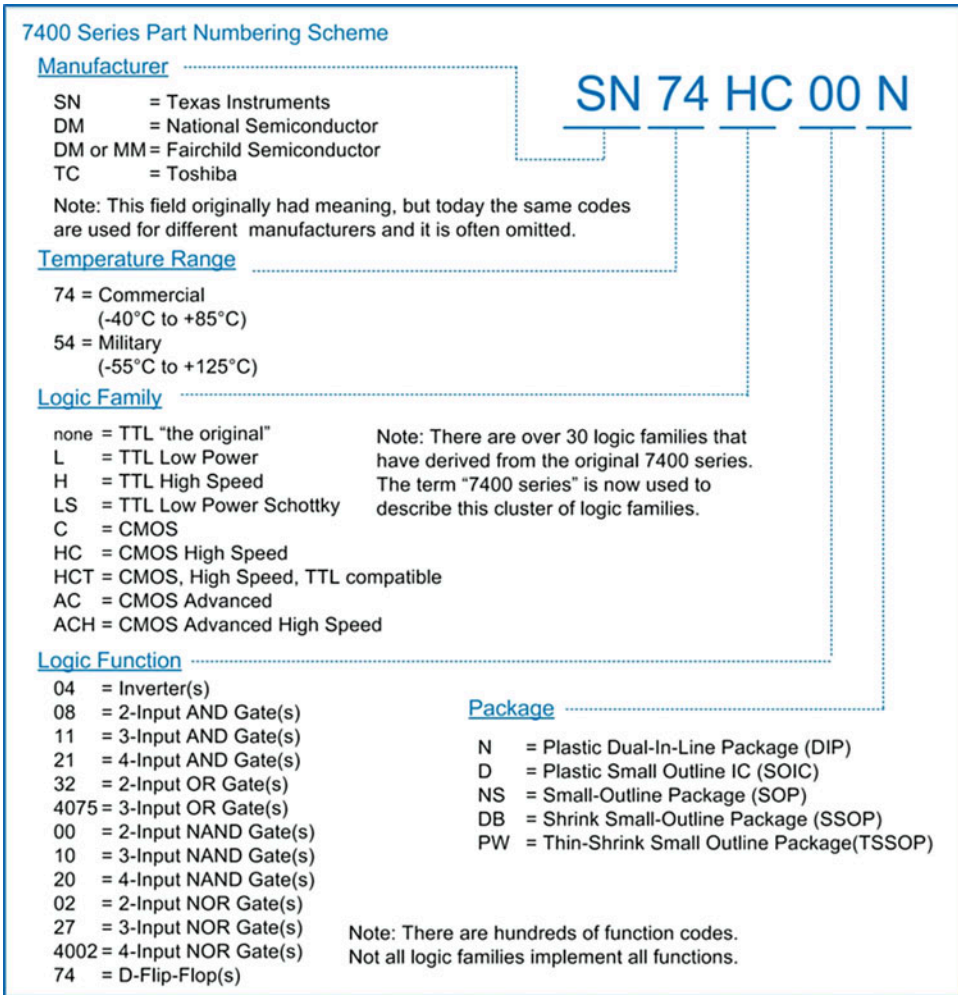 7400 Series Part Numbering Scheme
SN 74 HC 00 N
Manufacturer
SN = Texas Instruments
DM = National Semiconductor
DM or MM = Fairchild Semiconductor
TC = Toshiba
Note: This field originally had meaning, but today the same codes
are used for different manufacturers and it is often omitted.
Temperature Range
74 = Commercial
(-40°C to +85°C)
54 = Military
(-55°C to +125°C)
Logic Family
none = TTL “the original”
L = TTL Low Power
H = TTL High Speed
LS = TTL Low Power Schottky
C = CMOS
HC = CMOS High Speed
HCT = CMOS, High Speed, TTL compatible
AC = CMOS Advanced
ACH = CMOS Advanced High Speed
Note: There are over 30 logic families that
have derived from the original 7400 series.
The term “7400 series” is now used to
describe this cluster of logic families.
Logic Function
04 = Inverter(s)
08 = 2-Input AND Gate(s)
11 = 3-Input AND Gate(s)
21 = 4-Input AND Gate(s)
32 = 2-Input OR Gate(s)
4075 = 3-Input OR Gate(s)
00 = 2-Input NAND Gate(s)
10 = 3-Input NAND Gate(s)
20 = 4-Input NAND Gate(s)
02 = 2-Input NOR Gate(s)
27 = 3-Input NOR Gate(s)
4002 = 4-Input NOR Gate(s)
74 = D-Flip-Flop(s)
Package
N = Plastic Dual-In-Line Package (DIP)
D = Plastic Small Outline IC (SOIC)
NS = Small-Outline Package (SOP)
DB = Shrink Small-Outline Package (SSOP)
PW = Thin-Shrink Small Outline Package(TSSOP)
Note: There are hundreds of function codes.
Not all logic families implement all functions.